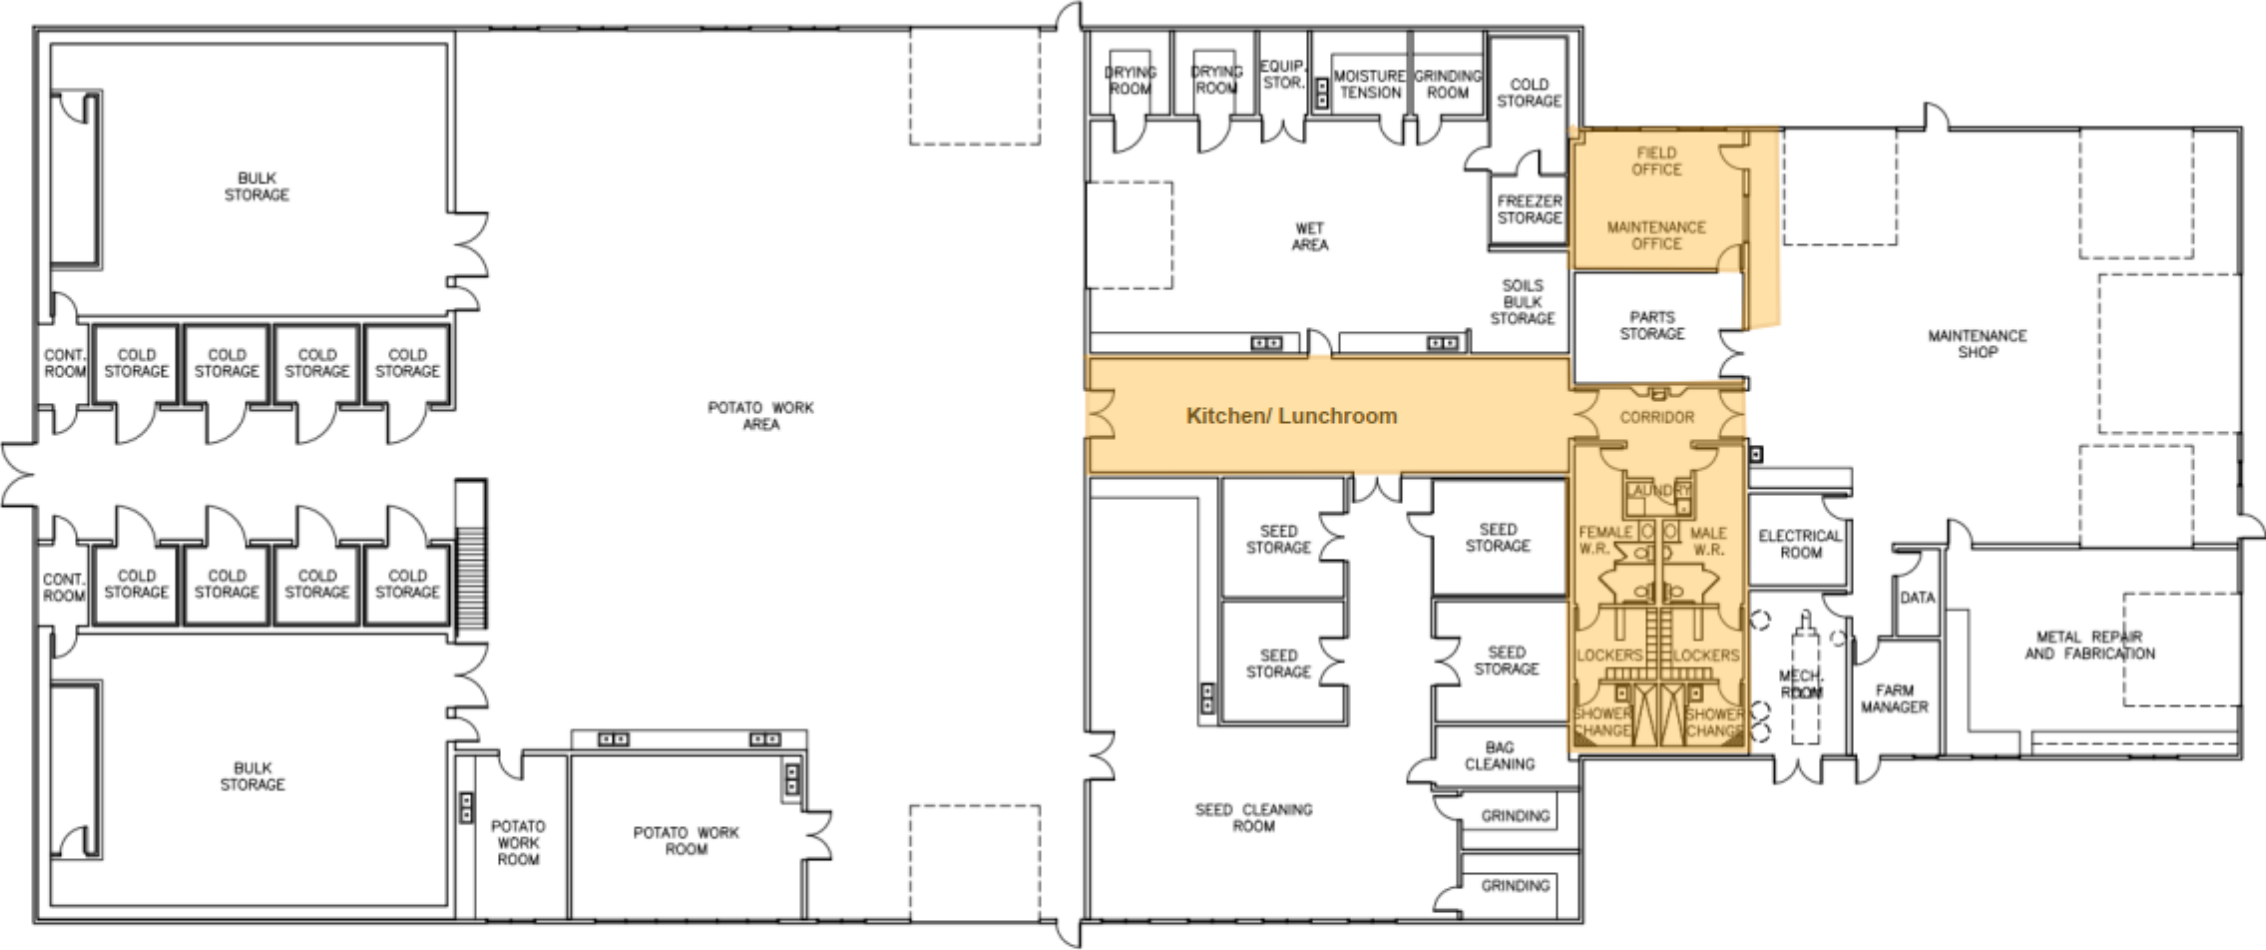 BULK
STORAGE
CONT.
ROOM
COLD
STORAGE
COLD
STORAGE
COLD
STORAGE
COLD
STORAGE
CONT.
ROOM
COLD
STORAGE
COLD
STORAGE
COLD
STORAGE
COLD
STORAGE
BULK
STORAGE
POTATO WORK
AREA
POTATO
WORK
ROOM
POTATO WORK
ROOM
DRYING
ROOM
DRYING
ROOM
EQUIP.
STOR.
MOISTURE
TENSION
GRINDING
ROOM
COLD
STORAGE
FREEZER
STORAGE
WET
AREA
SOILS
BULK
STORAGE
Kitchen/ Lunchroom
SEED
STORAGE
SEED
STORAGE
SEED
STORAGE
SEED
STORAGE
BAG
CLEANING
SEED CLEANING
ROOM
GRINDING
GRINDING
FIELD
OFFICE
MAINTENANCE
OFFICE
PARTS
STORAGE
CORRIDOR
LAUNDRY
FEMALE
W.R.
MALE
W.R.
LOCKERS
LOCKERS
SHOWER
CHANGE
SHOWER
CHANGE
MAINTENANCE
SHOP
ELECTRICAL
ROOM
DATA
MECH.
ROOM
FARM
MANAGER
METAL REPAIR
AND FABRICATION